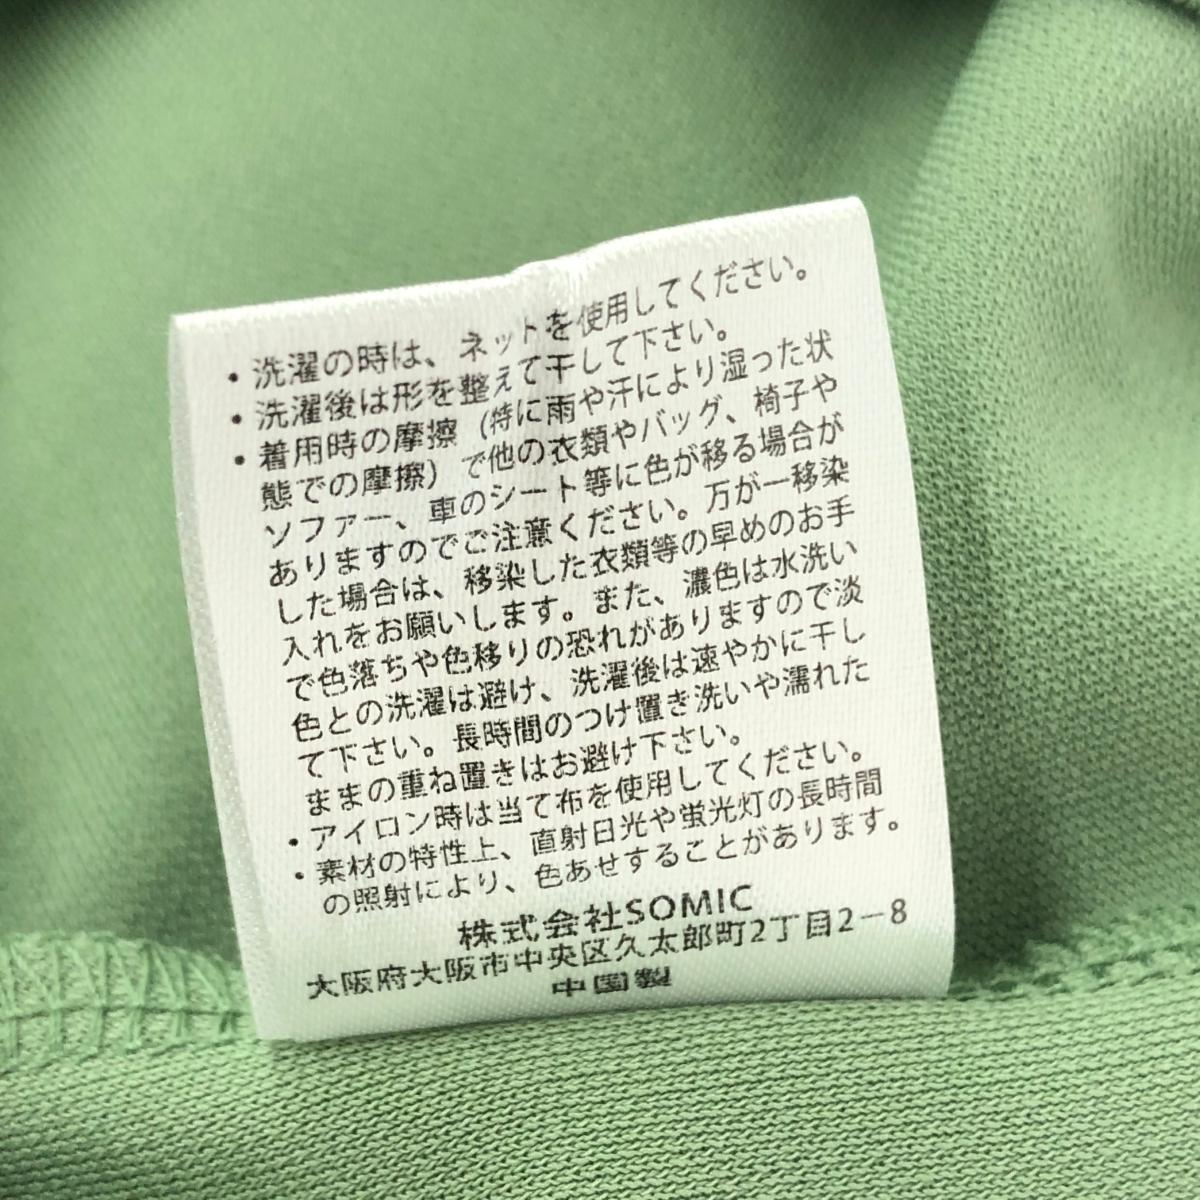 ・洗濯の時は、ネットを使用してください。
・洗濯後は形を整えて干して下さい。
・着用時の摩擦(特に雨や汗により湿った状
態での摩擦)で他の衣類やバッグ、椅子や
ソファー、車のシート等に色が移る場合が
ありますのでご注意ください。万が一移染
した場合は、移染した衣類等の早めのお手
入れをお願いします。また、濃色は水洗い
で色落ちや色移りの恐れがありますので淡
色との洗濯は避け、洗濯後は速やかに干し
て下さい。長時間のつけ置き洗いや濡れた
ままの重ね置きはお避け下さい。
・アイロン時は当て布を使用してください。
・素材の特性上、直射日光や蛍光灯の長時間
の照射により、色あせすることがあります。
株式会社SOMIC
大阪府大阪市中央区久太郎町2丁目2−8
中国製